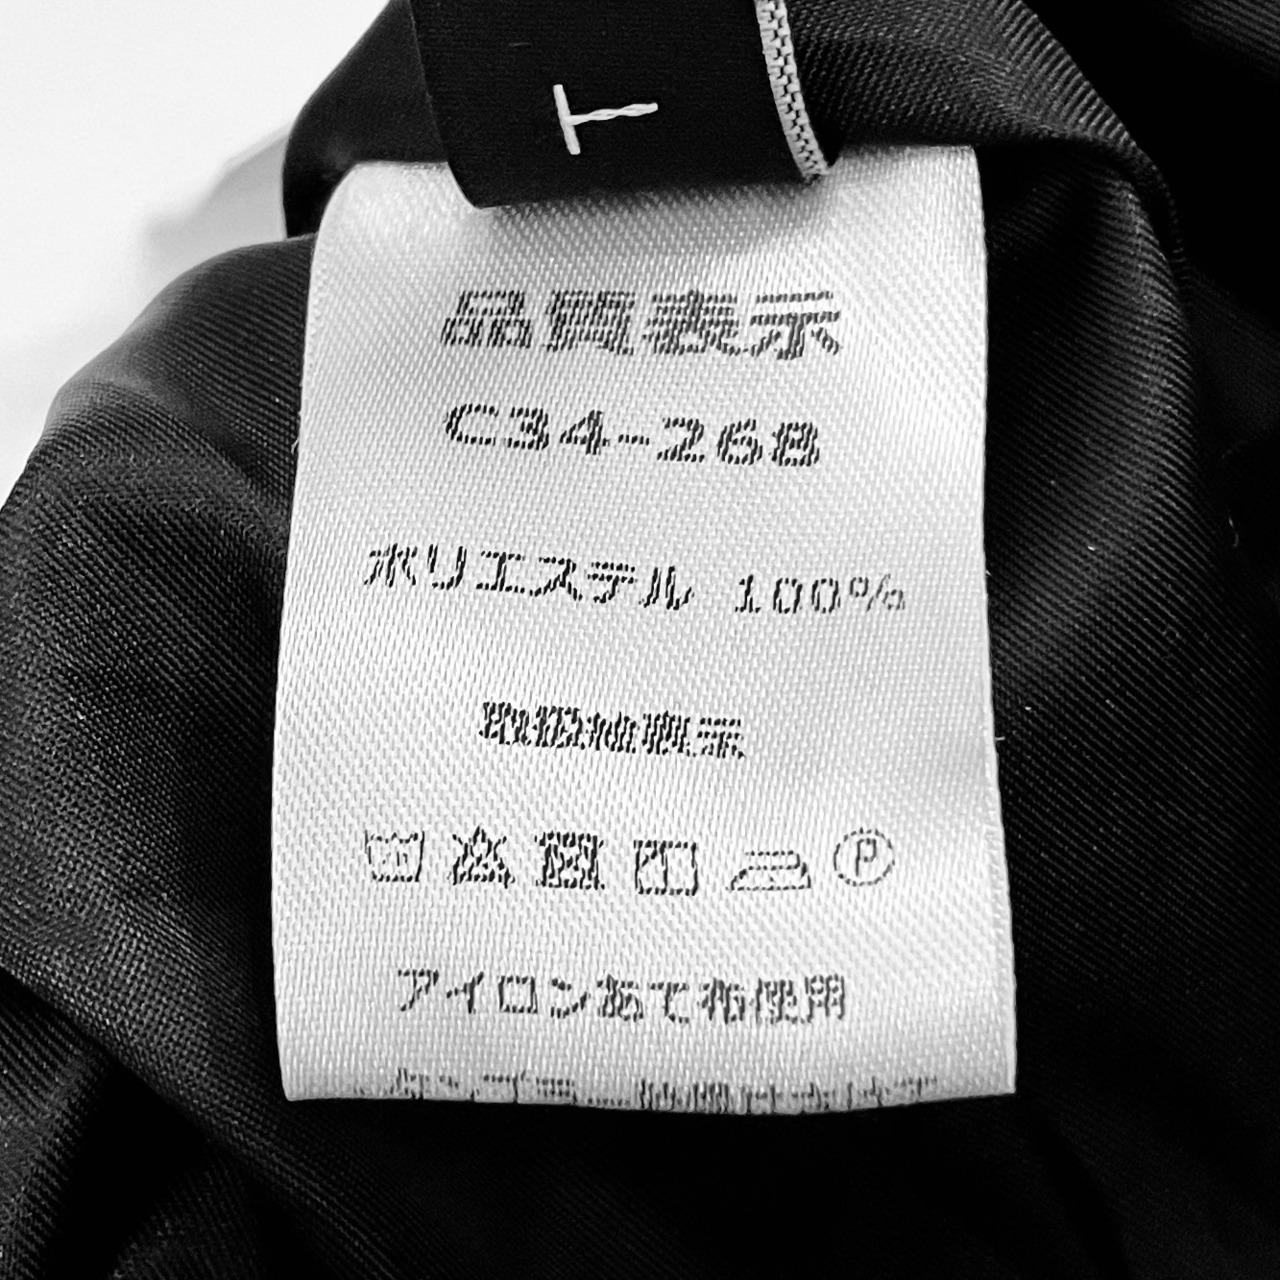 品質表示
C34-268
ポリエステル 100%
取扱絵表示
P
アイロンあて布使用